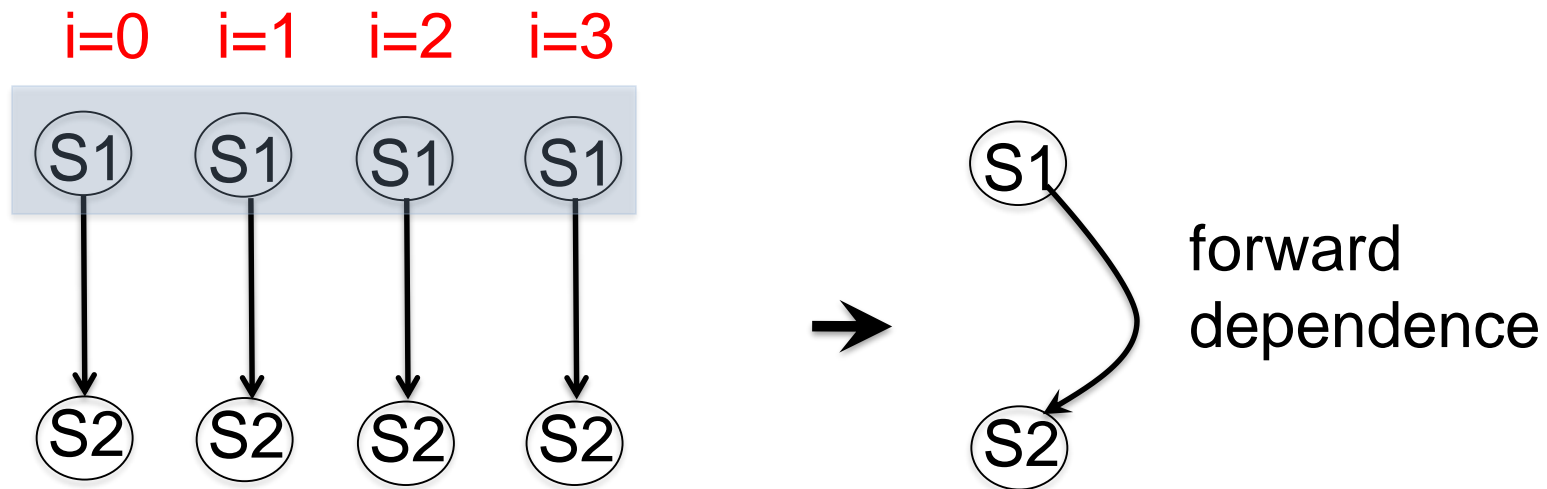 i=0 i=1 i=2 i=3
S1 S1 S1 S1 S1
forward
dependence
S2 S2 S2 S2 S2